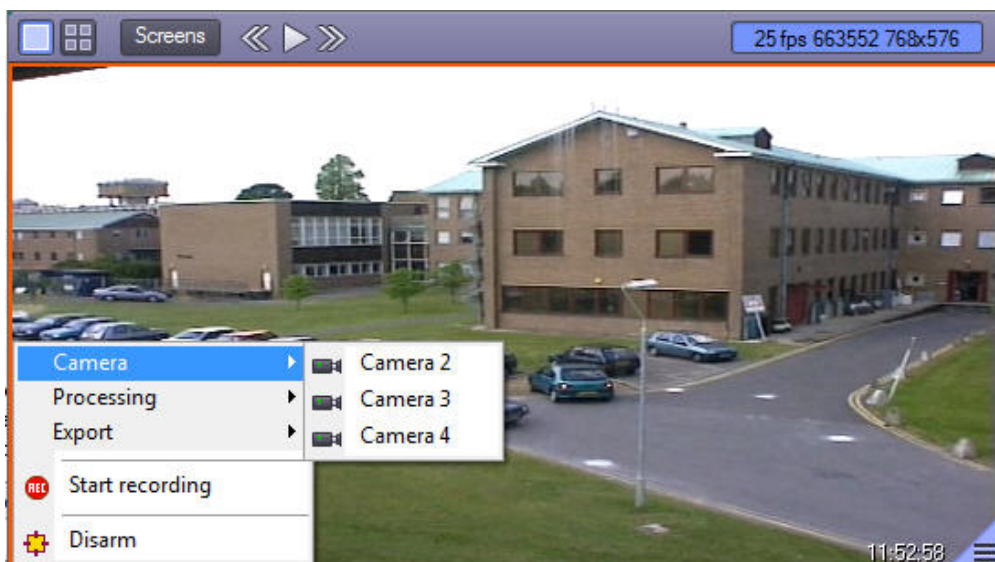 Screens
25 fps 663552 768x576
Camera
Camera 2
Processing
Camera 3
Export
Camera 4
REC
Start recording
Disarm
11:52:58